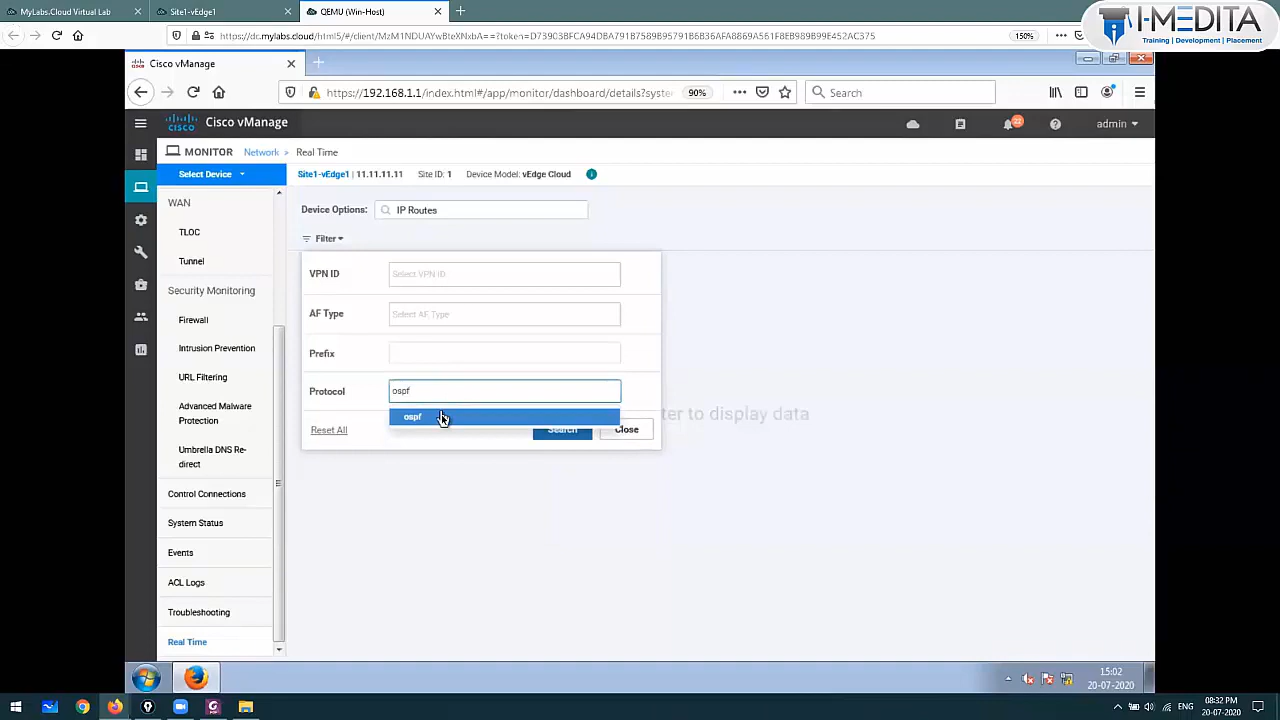 MyLabs.Cloud Virtual Lab
Site1-vEdge1
QEMU (Win-Host)
150%
I-MEDITA
Training | Development | Placement
Cisco vManage
https://192.168.1.1/index.html#/app/monitor/dashboard/details?syste
90%
Search
CISCO
Cisco vManage
22
admin
MONITOR
Network > Real Time
Select Device
Site1-vEdge1 | 11.11.11.11
Site ID: 1
Device Model: vEdge Cloud
WAN
TLOC
Tunnel
Security Monitoring
Firewall
Intrusion Prevention
URL Filtering
Advanced Malware
Protection
Umbrella DNS Re-
direct
Control Connections
System Status
Events
ACL Logs
Troubleshooting
Real Time
Device Options:
IP Routes
Filter
VPN ID
Select VPN ID
AF Type
Select AF Type
Prefix
Protocol
ospf
ospf
ter to display data
Reset All
Search
Close
15:02
20-07-2020
ENG
08:32 PM
20-07-2020